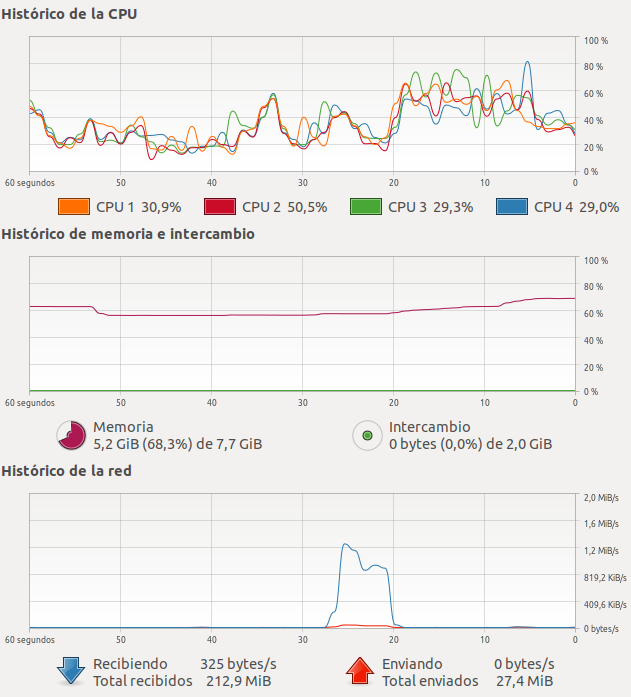 Histórico de la CPU
100 %
80 %
60 %
40 %
20 %
0 %
60 segundos 50 40 30 20 10 0
CPU 1 30,9% CPU 2 50,5% CPU 3 29,3% CPU 4 29,0%
Histórico de memoria e intercambio
100 %
80 %
60 %
40 %
20 %
0 %
60 segundos 50 40 30 20 10 0
Memoria Intercambio
5,2 GiB (68,3%) de 7,7 GiB 0 bytes (0,0%) de 2,0 GiB
Histórico de la red
2,0 MiB/s
1,6 MiB/s
1,2 MiB/s
819,2 KiB/s
409,6 KiB/s
0 bytes/s
60 segundos 50 40 30 20 10 0
Recibiendo 325 bytes/s Enviando 0 bytes/s
Total recibidos 212,9 MiB Total enviados 27,4 MiB